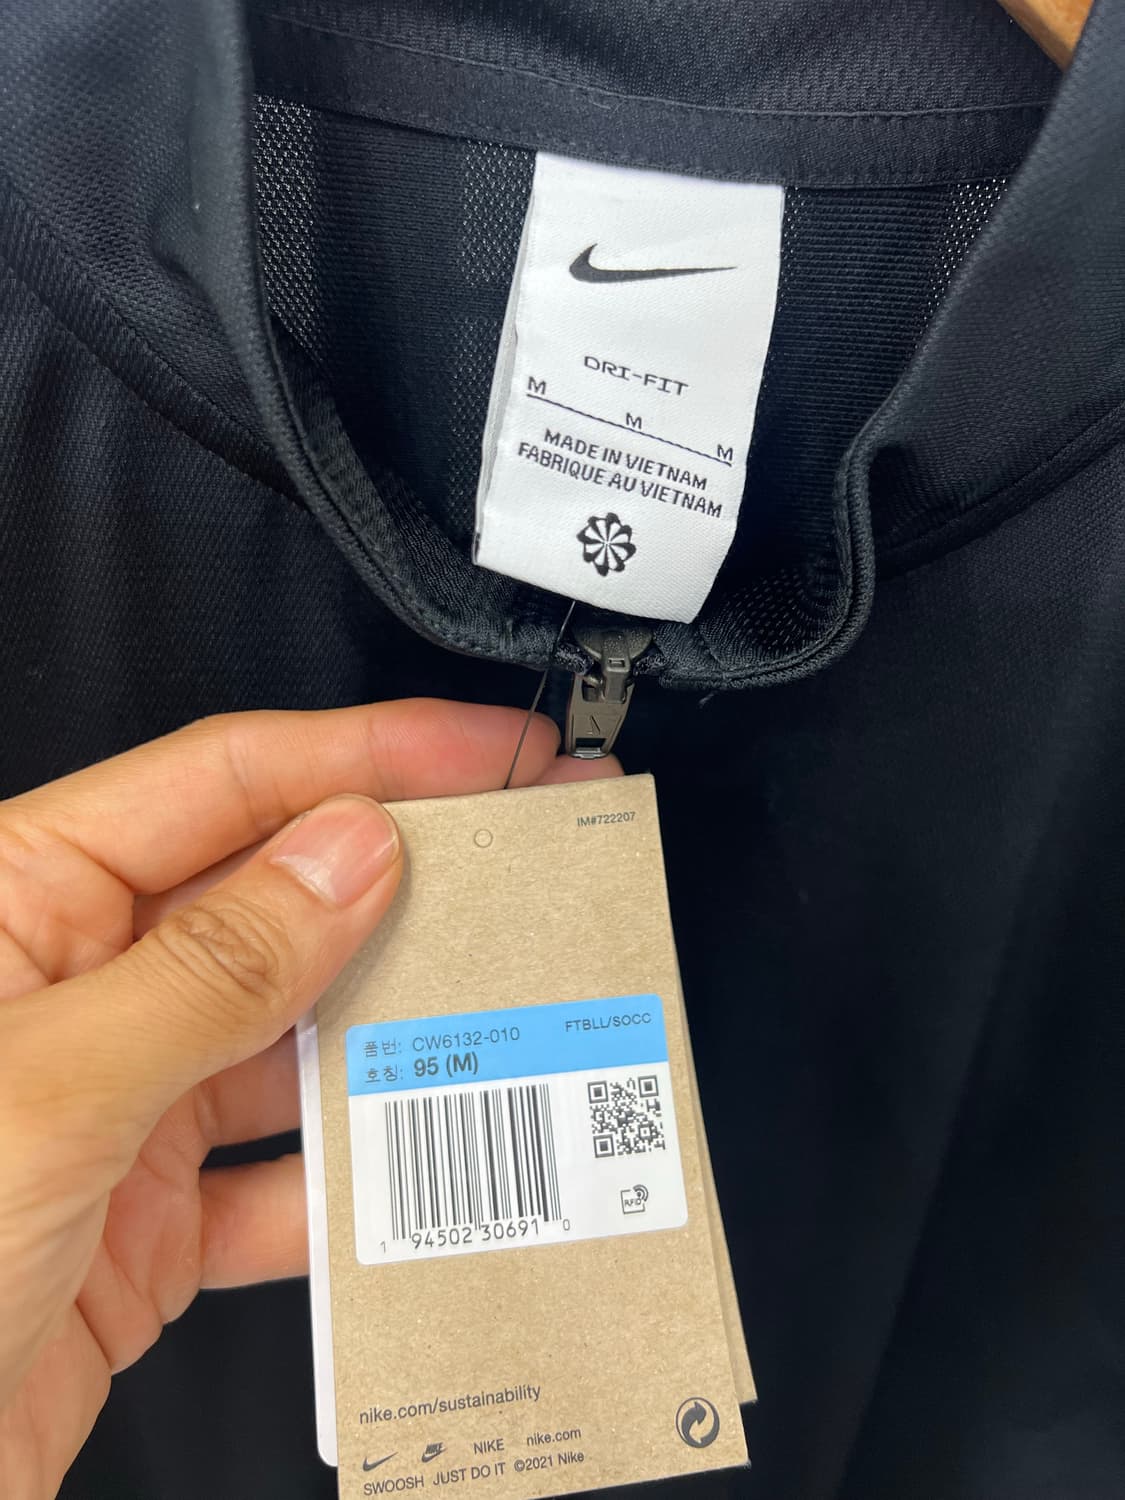 DRI-FIT
M M M
MADE IN VIETNAM
FABRIQUE AU VIETNAM
IM#722207
품번: CW6132-010 FTBLL/SOCC
호칭: 95 (M)
RFID
1 94502 30691 0
nike.com/sustainability
NIKE NIKE nike.com
SWOOSH JUST DO IT ©2021 Nike